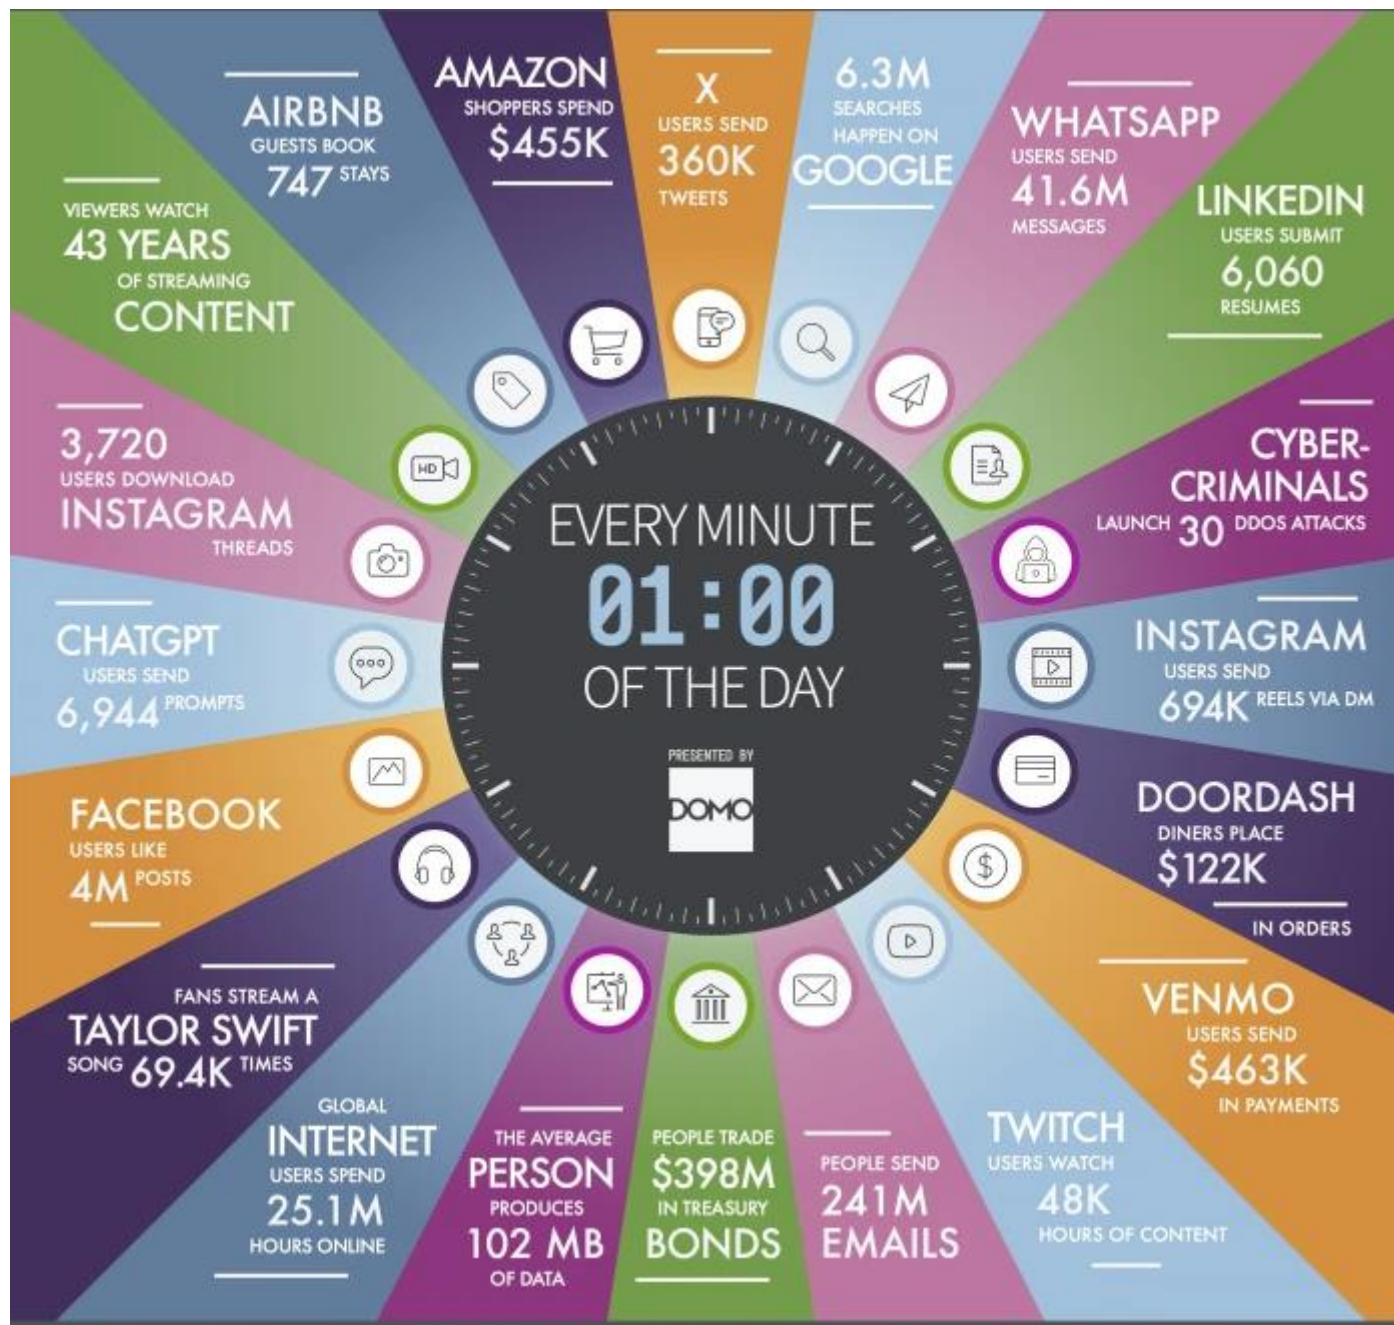 AMAZON
SHOPPERS SPEND
$455K
X
USERS SEND
360K
TWEETS
6.3M
SEARCHES
HAPPEN ON
GOOGLE
WHATSAPP
USERS SEND
41.6M
MESSAGES
LINKEDIN
USERS SUBMIT
6,060
RESUMES
CYBER-
CRIMINALS
LAUNCH 30 DDOS ATTACKS
INSTAGRAM
USERS SEND
694K REELS VIA DM
DOORDASH
DINERS PLACE
$122K
IN ORDERS
VENMO
USERS SEND
$463K
IN PAYMENTS
TWITCH
USERS WATCH
48K
HOURS OF CONTENT
PEOPLE SEND
241M
EMAILS
PEOPLE TRADE
$398M
IN TREASURY
BONDS
THE AVERAGE
PERSON
PRODUCES
102 MB
OF DATA
GLOBAL
INTERNET
USERS SPEND
25.1M
HOURS ONLINE
FANS STREAM A
TAYLOR SWIFT
SONG 69.4K TIMES
FACEBOOK
USERS LIKE
4M POSTS
CHATGPT
USERS SEND
6,944 PROMPTS
3,720
USERS DOWNLOAD
INSTAGRAM
THREADS
VIEWERS WATCH
43 YEARS
OF STREAMING
CONTENT
AIRBNB
GUESTS BOOK
747 STAYS
HD
EVERY MINUTE
01:00
OF THE DAY
PRESENTED BY
DOMO